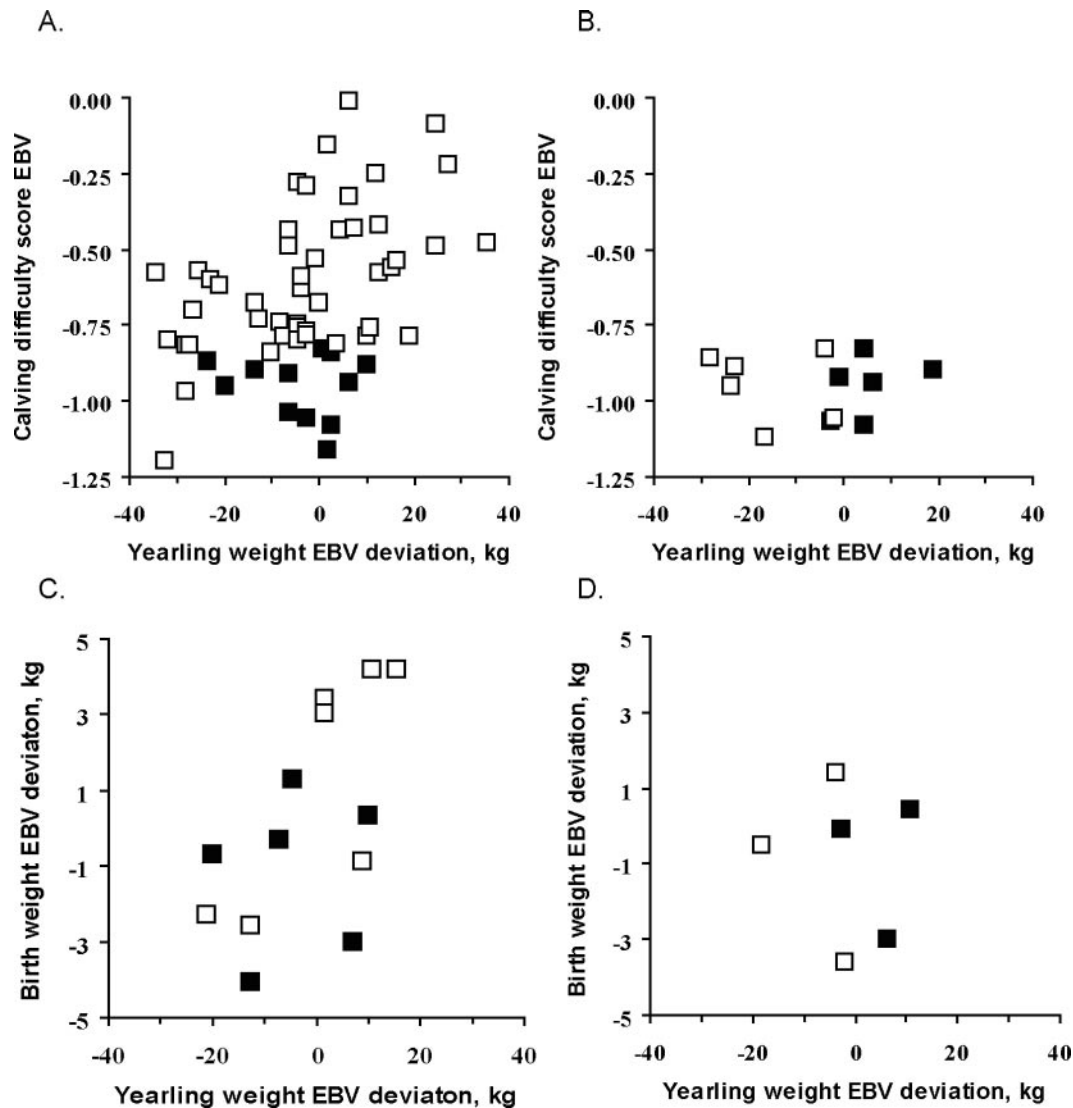 A.
Calving difficulty score EBV
0.00
-0.25
-0.50
-0.75
-1.00
-1.25
-40 -20 0 20 40
Yearling weight EBV deviation, kg
B.
Calving difficulty score EBV
0.00
-0.25
-0.50
-0.75
-1.00
-1.25
-40 -20 0 20 40
Yearling weight EBV deviation, kg
C.
Birth weight EBV deviaton, kg
5
3
1
-1
-3
-5
-40 -20 0 20 40
Yearling weight EBV deviaton, kg
D.
Birth weight EBV deviation, kg
5
3
1
-1
-3
-5
-40 -20 0 20 40
Yearling weight EBV deviation, kg